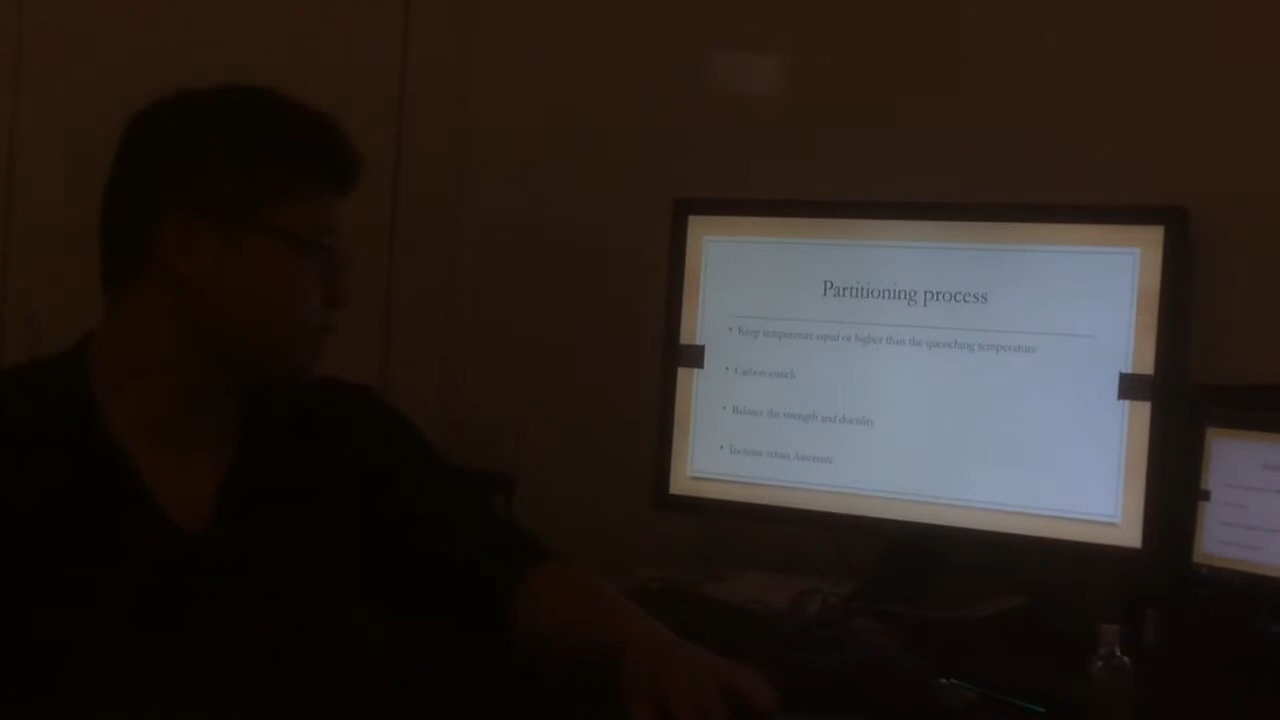 Partitioning process
• Keep temperature equal or higher than the quenching temperature
• Carbon enrich
• Balance the strength and ductility
• Increase retain Austenite